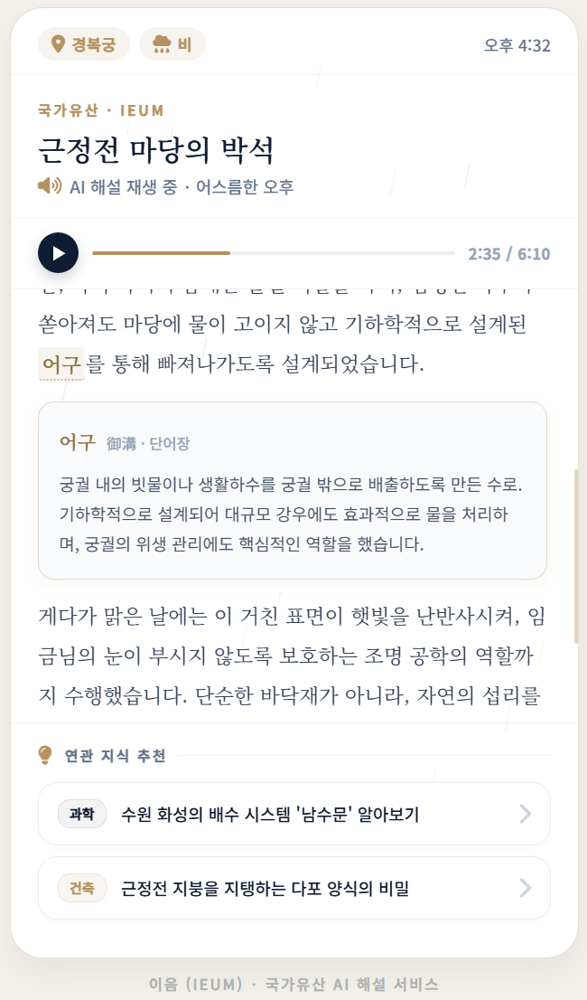 경복궁
비
오후 4:32
국가유산 · IEUM
근정전 마당의 박석
AI 해설 재생 중 · 어스름한 오후
2:35 / 6:10
쏟아져도 마당에 물이 고이지 않고 기하학적으로 설계된
어구를 통해 빠져나가도록 설계되었습니다.
어구 御溝 · 단어장
궁궐 내의 빗물이나 생활하수를 궁궐 밖으로 배출하도록 만든 수로.
기하학적으로 설계되어 대규모 강우에도 효과적으로 물을 처리하
며, 궁궐의 위생 관리에도 핵심적인 역할을 했습니다.
게다가 맑은 날에는 이 거친 표면이 햇빛을 난반사시켜, 임
금님의 눈이 부시지 않도록 보호하는 조명 공학의 역할까
지 수행했습니다. 단순한 바닥재가 아니라, 자연의 섭리를
연관 지식 추천
과학 수원 화성의 배수 시스템 '남수문' 알아보기
건축 근정전 지붕을 지탱하는 다포 양식의 비밀
이음 (IEUM) · 국가유산 AI 해설 서비스